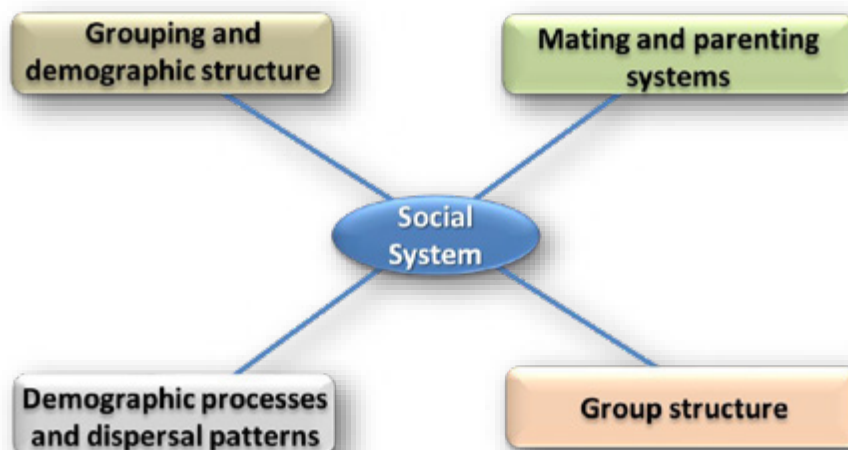 Grouping and
demographic structure
Mating and parenting
systems
Social
System
Demographic processes
and dispersal patterns
Group structure